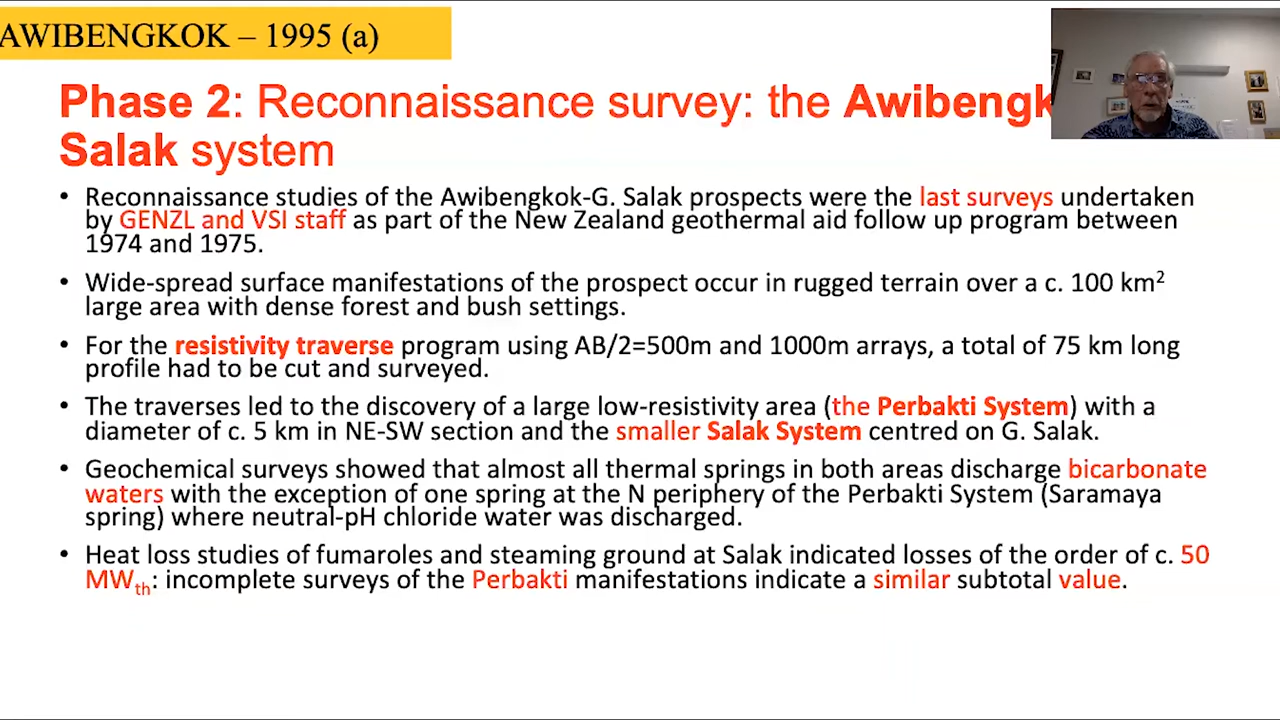 AWIBENGKOK – 1995 (a)
Phase 2: Reconnaissance survey: the
Salak system
• Reconnaissance studies of the Awibengkok-G. Salak prospects were the last surveys undertaken
by GENZL and VSI staff as part of the New Zealand geothermal aid follow up program between
1974 and 1975.
• Wide-spread surface manifestations of the prospect occur in rugged terrain over a c. 100 km²
large area with dense forest and bush settings.
• For the resistivity traverse program using AB/2=500m and 1000m arrays, a total of 75 km long
profile had to be cut and surveyed.
• The traverses led to the discovery of a large low-resistivity area (the Perbakti System) with a
diameter of c. 5 km in NE-SW section and the smaller Salak System centred on G. Salak.
• Geochemical surveys showed that almost all thermal springs in both areas discharge bicarbonate
waters with the exception of one spring at the N periphery of the Perbakti System (Saramaya
spring) where neutral-pH chloride water was discharged.
• Heat loss studies of fumaroles and steaming ground at Salak indicated losses of the order of c. 50
MWth: incomplete surveys of the Perbakti manifestations indicate a similar subtotal value.